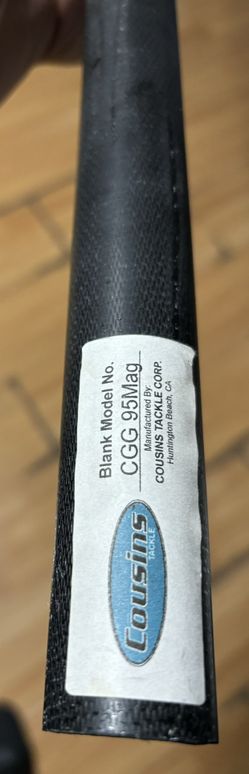 Blank Model No.
CGG 95Mag
Manufactured By:
COUSINS TACKLE CORP.
Huntington Beach, CA
Cousins
TACKLE